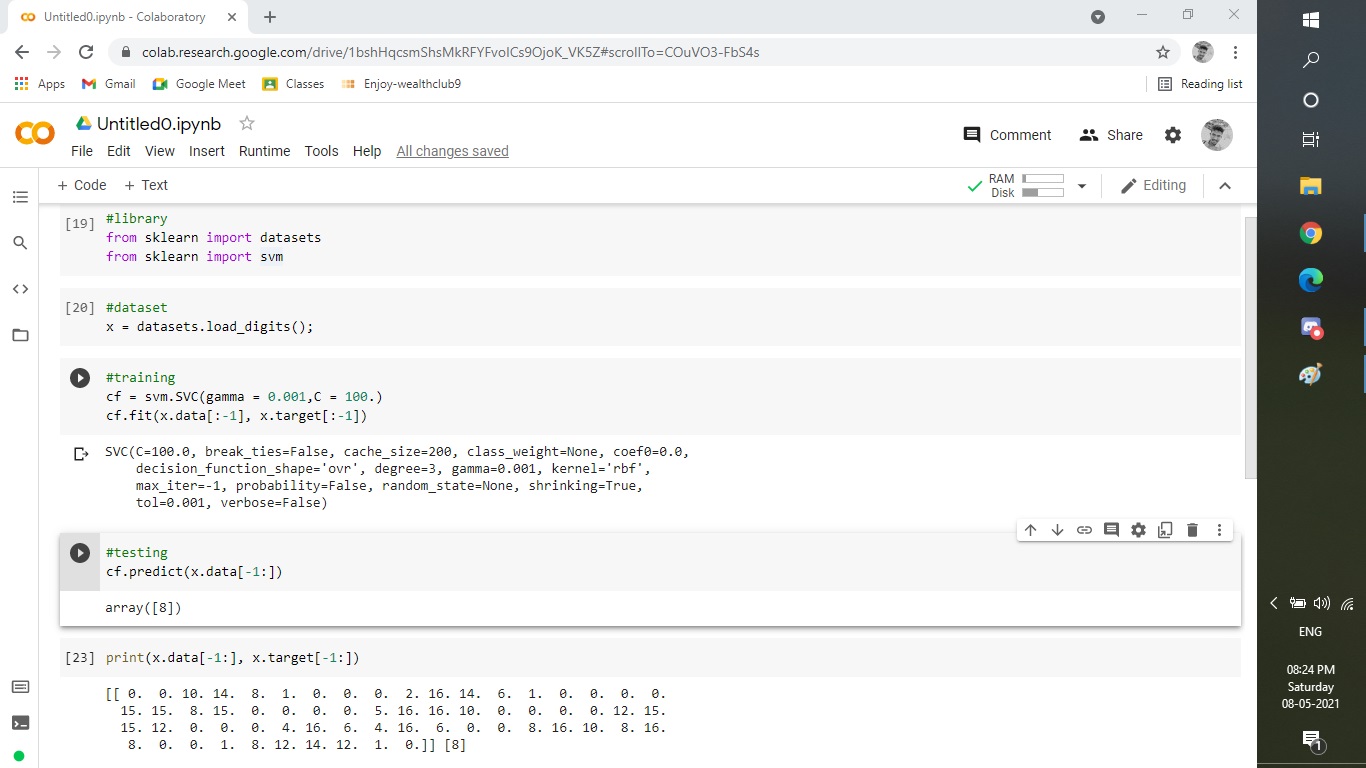 Untitled0.ipynb - Colaboratory
colab.research.google.com/drive/1bshHqcsmShsMkRFYFvoICs9OjoK_VK5Z#scrollTo=COuVO3-FbS4s
Apps Gmail Google Meet Classes Enjoy-wealthclub9 Reading list
Untitled0.ipynb
Comment Share
File Edit View Insert Runtime Tools Help All changes saved
+ Code + Text
RAM
Disk
Editing
[19] #library
from sklearn import datasets
from sklearn import svm
[20] #dataset
x = datasets.load_digits();
#training
cf = svm.SVC(gamma = 0.001,C = 100.)
cf.fit(x.data[:-1], x.target[:-1])
SVC(C=100.0, break_ties=False, cache_size=200, class_weight=None, coef0=0.0,
decision_function_shape='ovr', degree=3, gamma=0.001, kernel='rbf',
max_iter=-1, probability=False, random_state=None, shrinking=True,
tol=0.001, verbose=False)
#testing
cf.predict(x.data[-1:])
array([8])
[23] print(x.data[-1:], x.target[-1:])
[[ 0. 0. 10. 14. 8. 1. 0. 0. 0. 2. 16. 14. 6. 1. 0. 0. 0. 0.
15. 15. 8. 15. 0. 0. 0. 0. 5. 16. 16. 10. 0. 0. 0. 0. 12. 15.
15. 12. 0. 0. 0. 4. 16. 6. 4. 16. 6. 0. 0. 8. 16. 10. 8. 16.
8. 0. 0. 1. 8. 12. 14. 12. 1. 0.]] [8]
ENG
08:24 PM
Saturday
08-05-2021
1